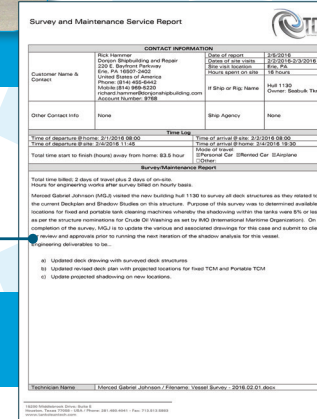 Survey and Maintenance Service Report
CONTACT INFORMATION
Customer Name & Contact
Rick Hammer
Donjon Shipbuilding and Repair
220 E. Bayfront Parkway
Erie, PA 16507-2402
United States of America
Phone: (814) 455-6442
Mobile:(814) 969-5220
richard.hammer@donjonshipbuilding.com
Account Number: 9768
Date of report 2/5/2016
Dates of site visits 2/2/2016-2/3/2016
Site visit location Erie, PA
Hours spent on site 16 hours
If Ship or Rig; Name
Hull 1130
Owner: Seabulk
Other Contact Info None Ship Agency None
Time Log
Time of departure @ home: 2/1/2016 08:00 Time of arrival @ site: 2/2/2016 08:00
Time of departure @ site: 2/4/2016 11:45 Time of arrival @ home: 2/4/2016 19:30
Total time start to finish (hours) away from home: 83.5 hour
Mode of travel:
Personal Car Rented Car Airplane
Other:
Survey/Maintenance Report
Total time billed; 2 days of travel plus 2 days of on-site.
Hours for engineering works after survey billed on hourly basis.
Merced Gabriel Johnson (MGJ) visited the new building hull 1130 to survey all deck structures as they related to
the current Deckplan and Shadow Studies on this structure. Purpose of this survey was to determined available
locations for fixed and portable tank cleaning machines whereby the shadowing within the tanks were 8% or less
as per the structure nominations for Crude Oil Washing as set by IMO (International Maritime Organization). On
completion of the survey, MGJ is to update the various and associated drawings for this case and submit to
review and approvals prior to running the next iteration of the shadow analysis for this vessel.
Engineering deliverables to be...
a) Updated deck drawing with surveyed deck structures
b) Updated revised deck plan with projected locations for fixed TCM and Portable TCM
c) Update projected shadowing on new locations.
Technician Name Merced Gabriel Johnson / Filename: Vessel Survey - 2016.02.01.docx